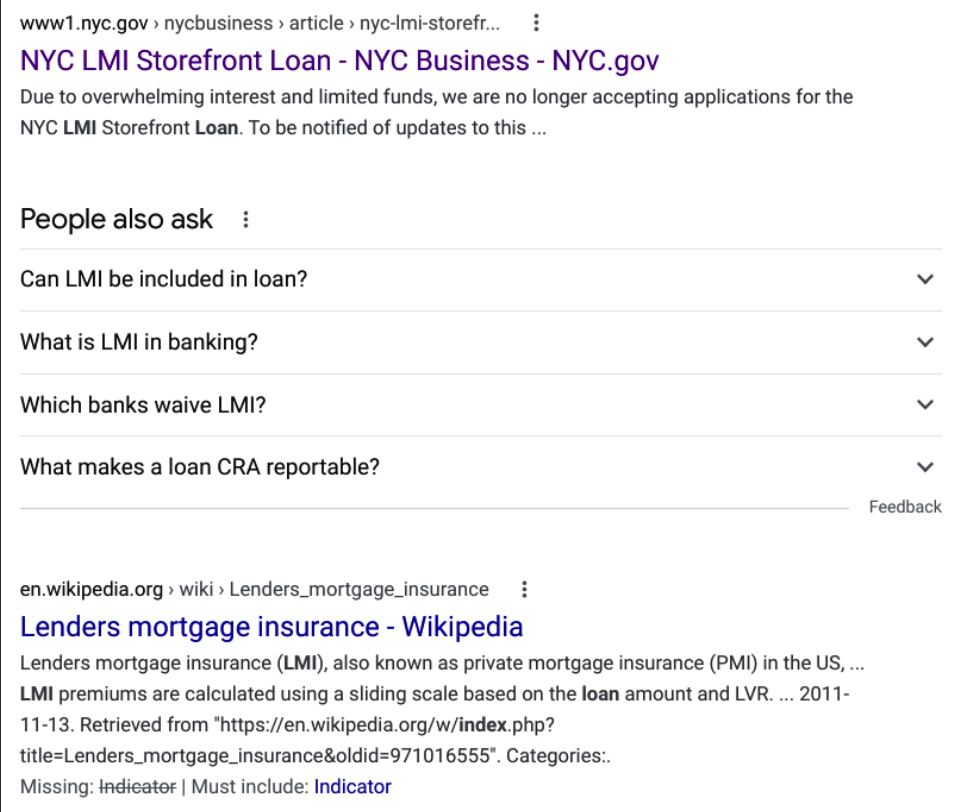 www1.nyc.gov › nycbusiness › article › nyc-lmi-storefr...
NYC LMI Storefront Loan - NYC Business - NYC.gov
Due to overwhelming interest and limited funds, we are no longer accepting applications for the
NYC LMI Storefront Loan. To be notified of updates to this ...
People also ask
Can LMI be included in loan?
What is LMI in banking?
Which banks waive LMI?
What makes a loan CRA reportable?
Feedback
en.wikipedia.org › wiki › Lenders_mortgage_insurance
Lenders mortgage insurance - Wikipedia
Lenders mortgage insurance (LMI), also known as private mortgage insurance (PMI) in the US, ...
LMI premiums are calculated using a sliding scale based on the loan amount and LVR. ... 2011-
11-13. Retrieved from "https://en.wikipedia.org/w/index.php?
title=Lenders_mortgage_insurance&oldid=971016555". Categories:.
Missing: Indicator | Must include: Indicator